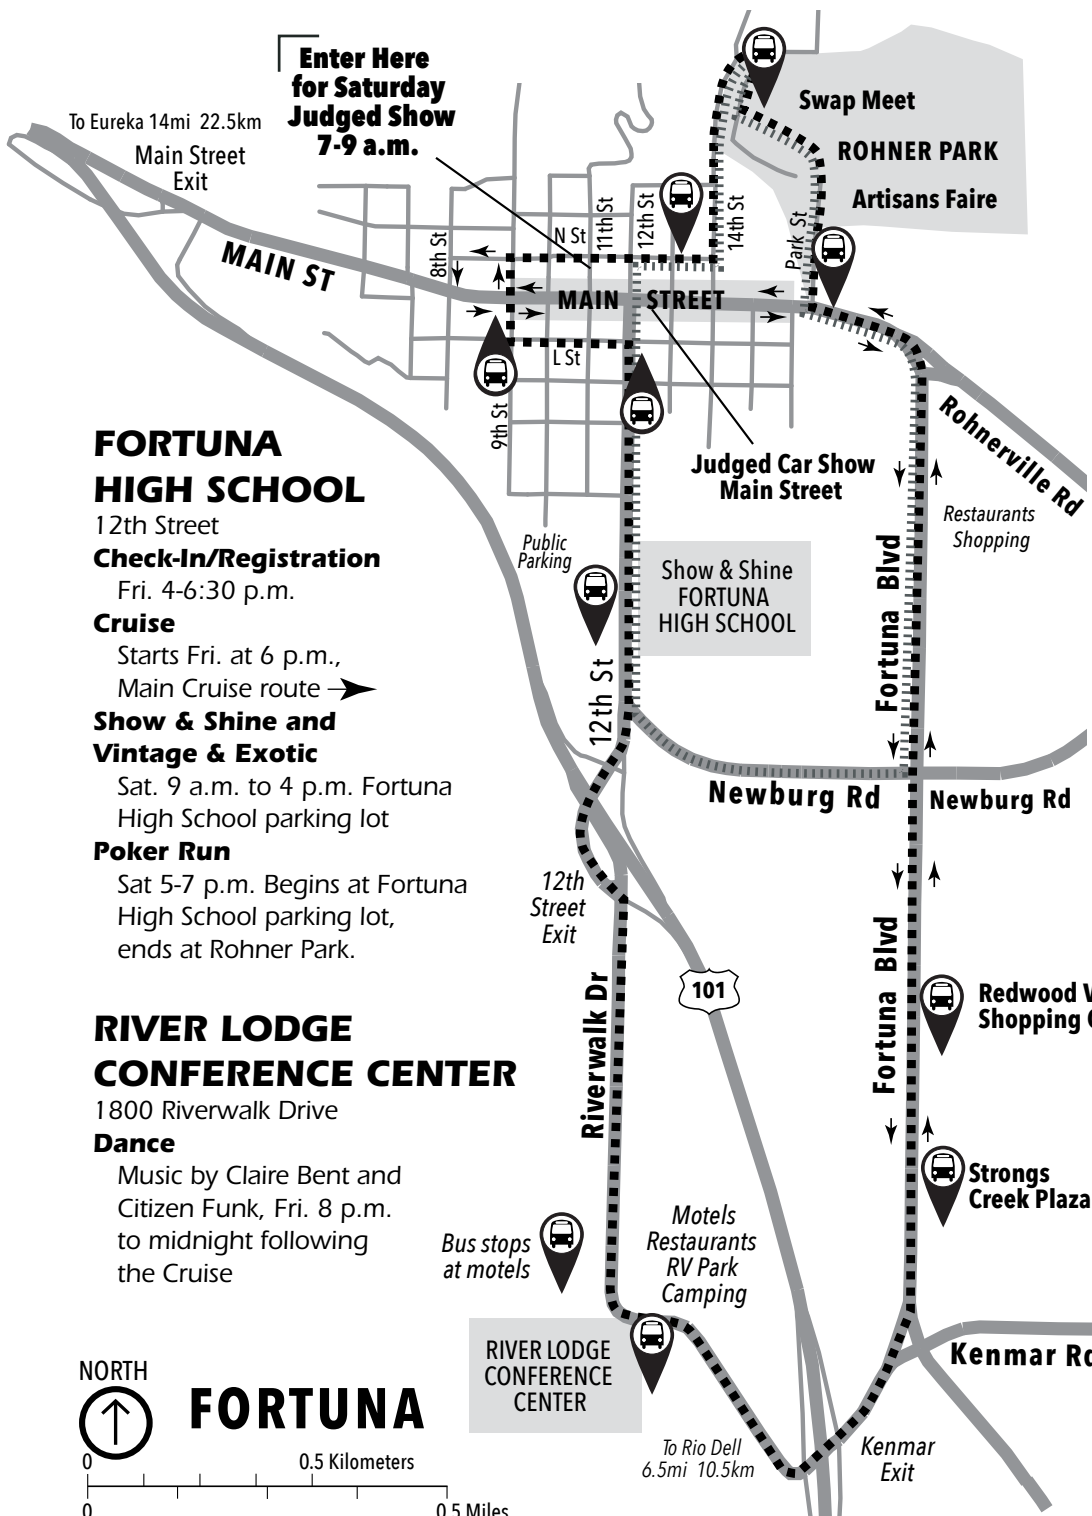 Enter Here
for Saturday
Judged Show
7-9 a.m.
To Eureka 14mi 22.5km
Main Street
Exit
Swap Meet
ROHNER PARK
Artisans Faire
MAIN ST
8th St
N St
11th St
12th St
14th St
Park St
MAIN STREET
L St
9th St
Judged Car Show
Main Street
Rohnerville Rd
Restaurants
Shopping
FORTUNA
HIGH SCHOOL
12th Street
Check-In/Registration
Fri. 4-6:30 p.m.
Cruise
Starts Fri. at 6 p.m.,
Main Cruise route
Show & Shine and
Vintage & Exotic
Sat. 9 a.m. to 4 p.m. Fortuna
High School parking lot
Poker Run
Sat 5-7 p.m. Begins at Fortuna
High School parking lot,
ends at Rohner Park.
Public
Parking
Show & Shine
FORTUNA
HIGH SCHOOL
12th St
Fortuna Blvd
Newburg Rd
Newburg Rd
12th
Street
Exit
Riverwalk Dr
101
Fortuna Blvd
Redwood V
Shopping
Strongs
Creek Plaza
RIVER LODGE
CONFERENCE CENTER
1800 Riverwalk Drive
Dance
Music by Claire Bent and
Citizen Funk, Fri. 8 p.m.
to midnight following
the Cruise
Bus stops
at motels
Motels
Restaurants
RV Park
Camping
RIVER LODGE
CONFERENCE
CENTER
Kenmar Rd
To Rio Dell
6.5mi 10.5km
Kenmar
Exit
NORTH
FORTUNA
0 0.5 Kilometers
0 0.5 Miles